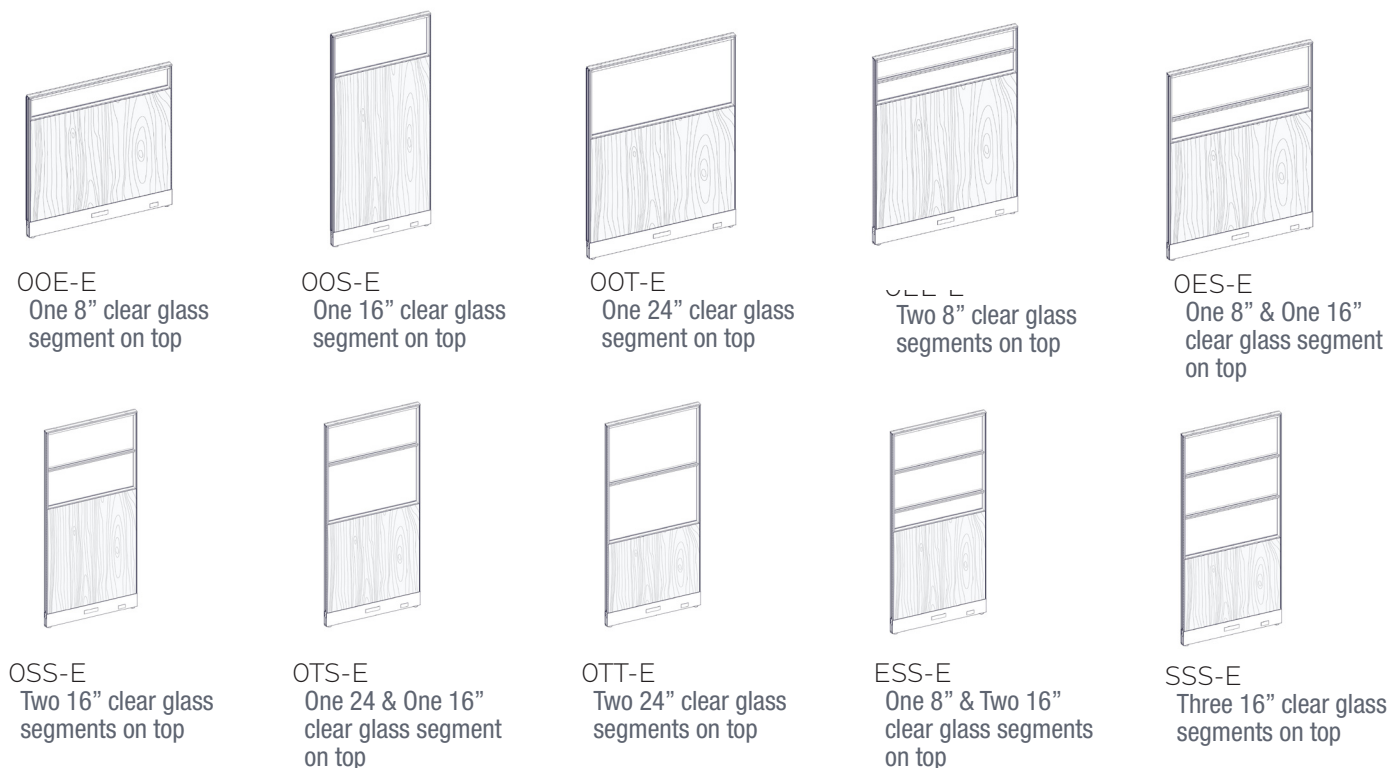 OOE-E
One 8” clear glass
segment on top
OOS-E
One 16” clear glass
segment on top
OOT-E
One 24” clear glass
segment on top
Two 8” clear glass
segments on top
OES-E
One 8” & One 16”
clear glass segment
on top
OSS-E
Two 16” clear glass
segments on top
OTS-E
One 24 & One 16”
clear glass segment
on top
OTT-E
Two 24” clear glass
segments on top
ESS-E
One 8” & Two 16”
clear glass segments
on top
SSS-E
Three 16” clear glass
segments on top